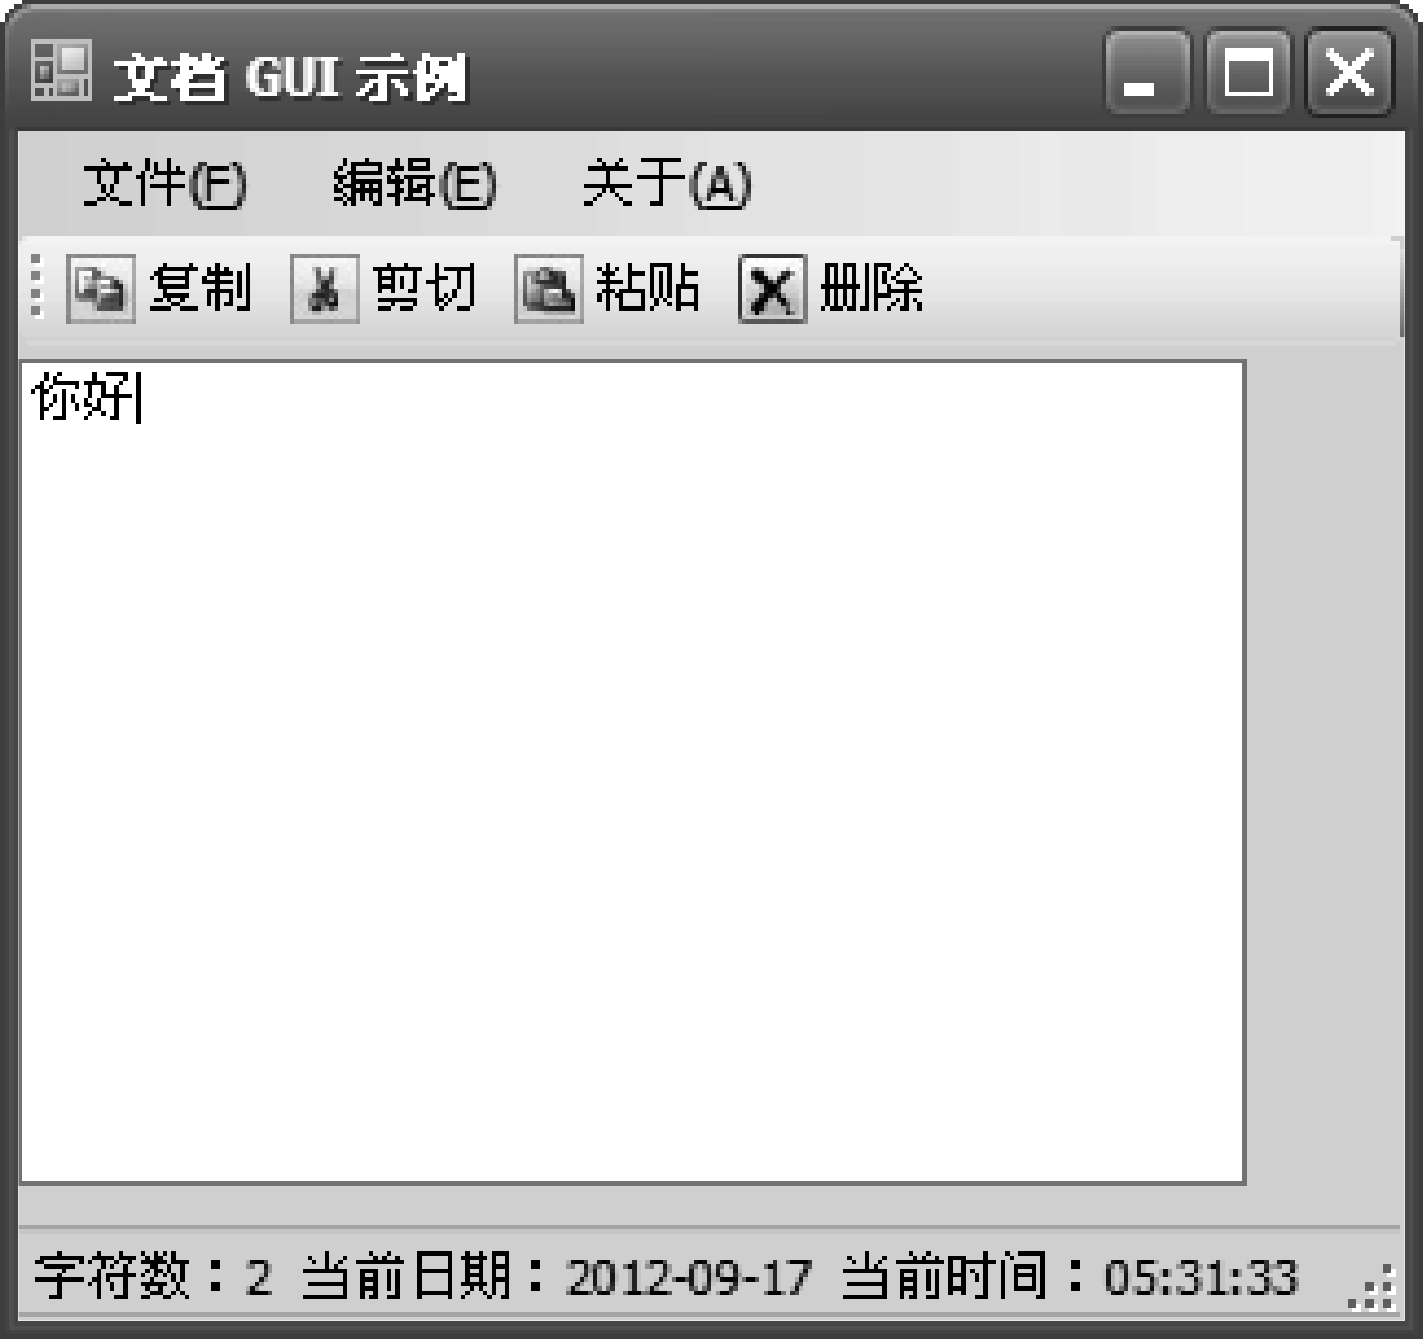 文档 GUI 示例
文件(F) 编辑(E) 关于(A)
复制 剪切 粘贴 删除
你好
字符数：2 当前日期：2012-09-17 当前时间：05:31:33